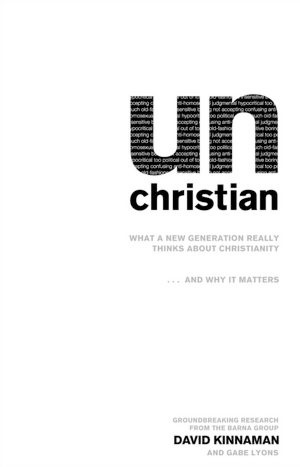 un
christian
WHAT A NEW GENERATION REALLY
THINKS ABOUT CHRISTIANITY
. . . AND WHY IT MATTERS
GROUNDBREAKING RESEARCH
FROM THE BARNA GROUP
DAVID KINNAMAN
AND GABE LYONS